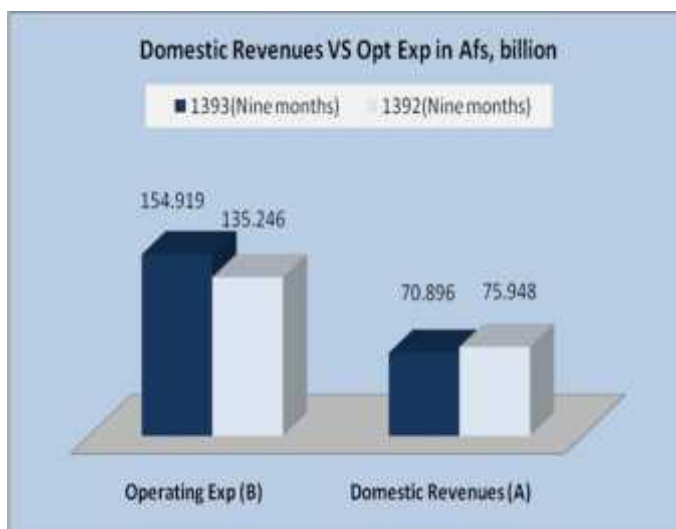 Domestic Revenues VS Opt Exp in Afs, billion
1393(Nine months) 1392(Nine months)
154.919
135.246
70.896 75.948
Operating Exp (B) Domestic Revenues (A)